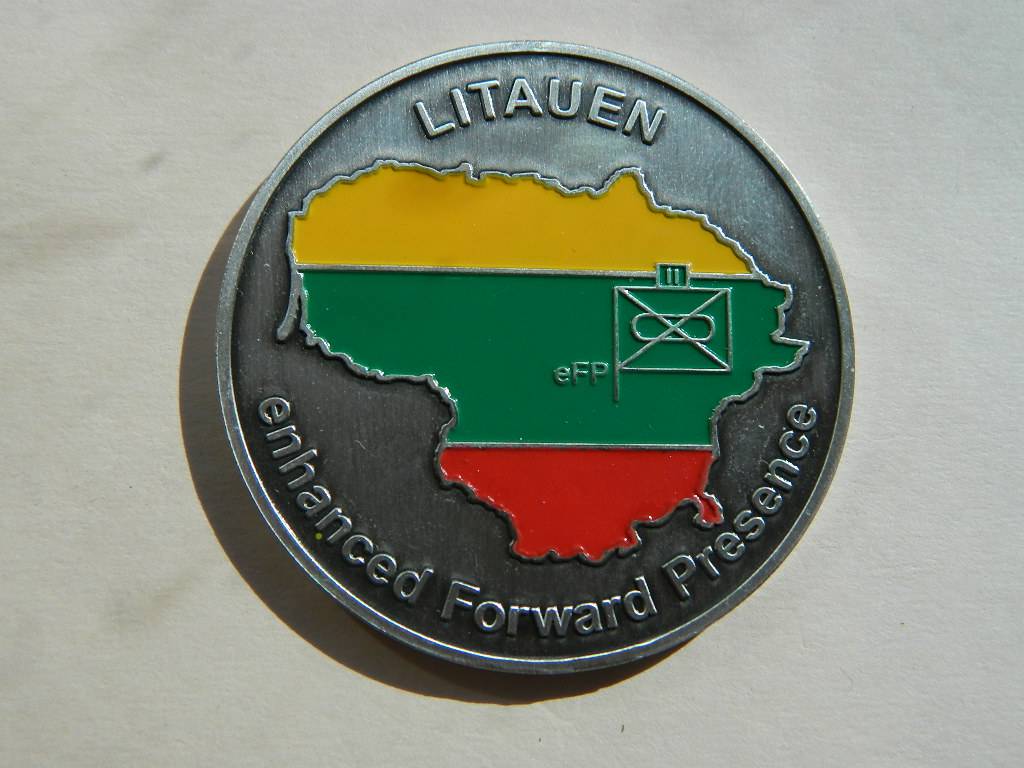 LITAUEN
II
eFP
enhanced Forward Presence